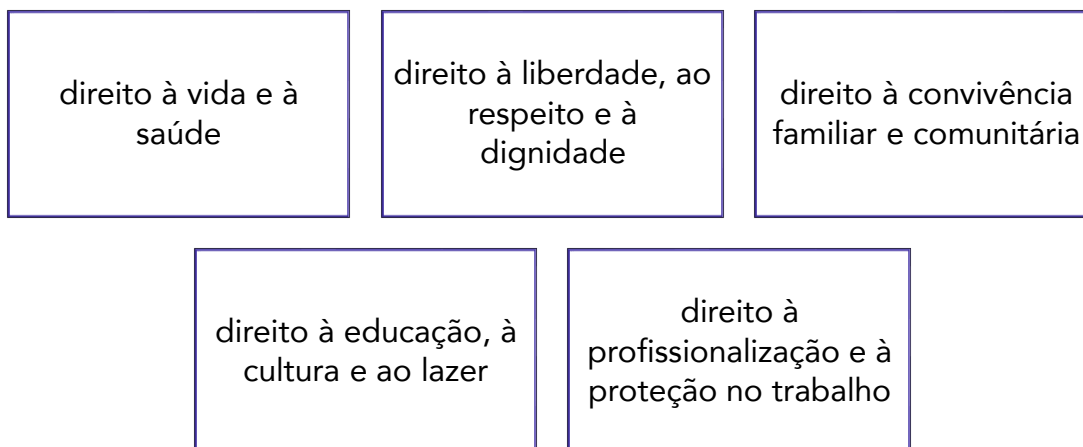 direito à vida e à
saúde
direito à liberdade, ao
respeito e à
dignidade
direito à convivência
familiar e comunitária
direito à educação, à
cultura e ao lazer
direito à
profissionalização e à
proteção no trabalho